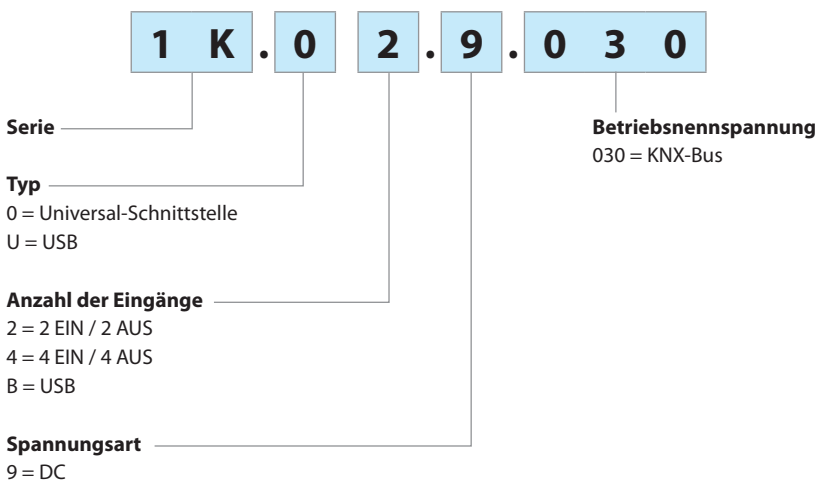 1 K . 0 2 . 9 . 0 3 0
Serie
Betriebsnennspannung
030 = KNX-Bus
Typ
0 = Universal-Schnittstelle
U = USB
Anzahl der Eingänge
2 = 2 EIN / 2 AUS
4 = 4 EIN / 4 AUS
B = USB
Spannungsart
9 = DC